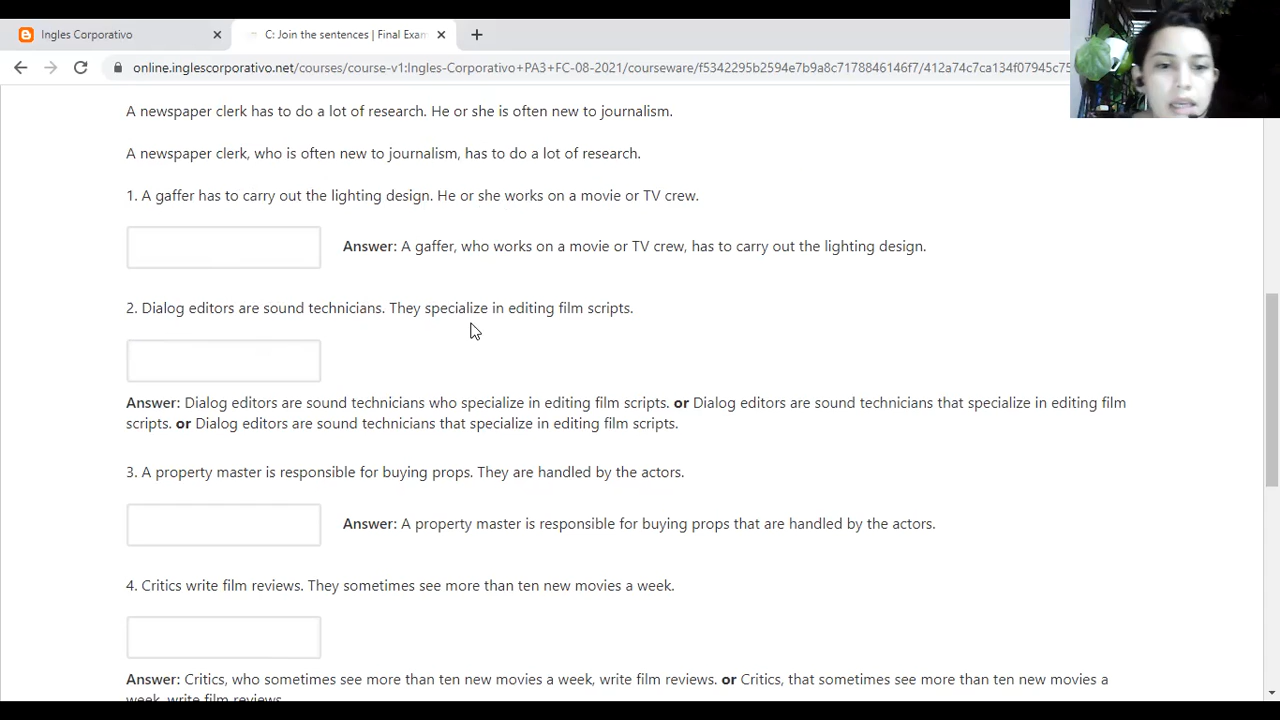 Ingles Corporativo
C: Join the sentences | Final Exam
online.inglescorporativo.net/courses/course-v1:Ingles-Corporativo+PA3+FC-08-2021/courseware/f5342295b2594e7b9a8c7178846146f7/412a74c7ca134f07945c75
A newspaper clerk has to do a lot of research. He or she is often new to journalism.
A newspaper clerk, who is often new to journalism, has to do a lot of research.
1. A gaffer has to carry out the lighting design. He or she works on a movie or TV crew.
Answer: A gaffer, who works on a movie or TV crew, has to carry out the lighting design.
2. Dialog editors are sound technicians. They specialize in editing film scripts.
Answer: Dialog editors are sound technicians who specialize in editing film scripts. or Dialog editors are sound technicians that specialize in editing film
scripts. or Dialog editors are sound technicians that specialize in editing film scripts.
3. A property master is responsible for buying props. They are handled by the actors.
Answer: A property master is responsible for buying props that are handled by the actors.
4. Critics write film reviews. They sometimes see more than ten new movies a week.
Answer: Critics, who sometimes see more than ten new movies a week, write film reviews. or Critics, that sometimes see more than ten new movies a
week, write film reviews.